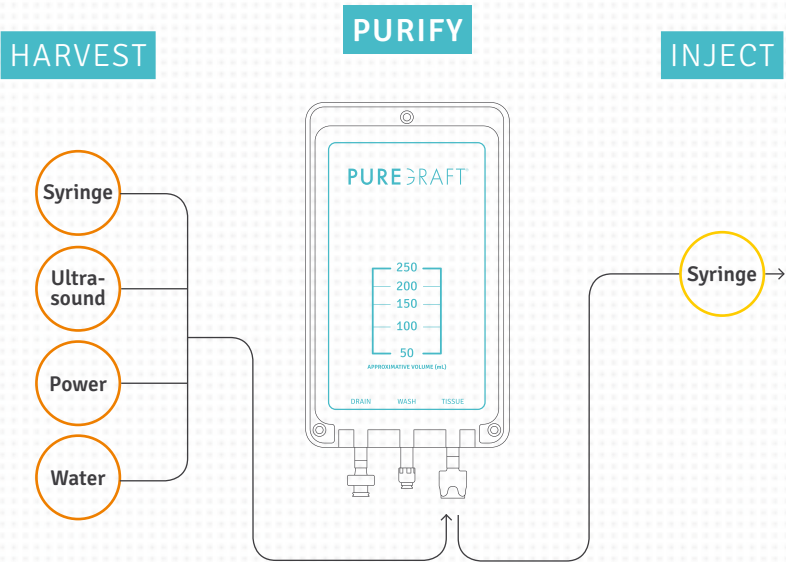 HARVEST
PURIFY
INJECT
Syringe
Ultra-
sound
Power
Water
PUREGRAFT
250
200
150
100
50
APPROXIMATIVE VOLUME (mL)
DRAIN WASH TISSUE
Syringe